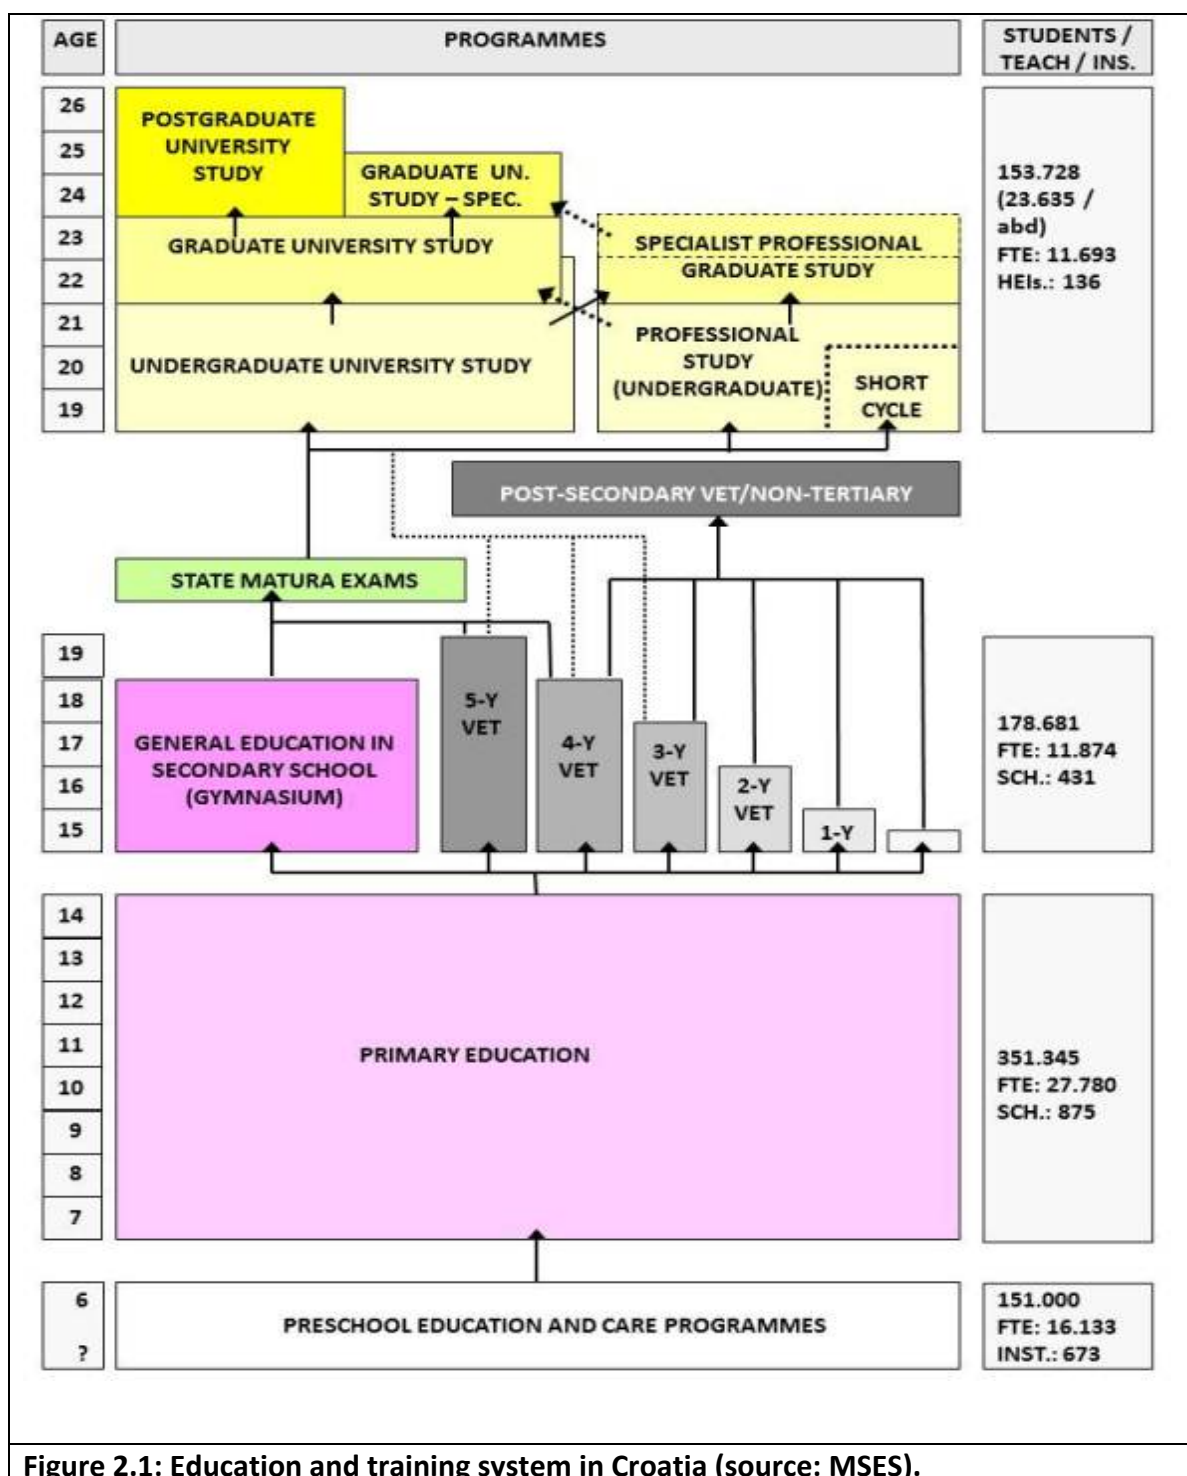 AGE
PROGRAMMES
STUDENTS /
TEACH / INS.
26
25
24
23
22
21
20
19
POSTGRADUATE
UNIVERSITY
STUDY
GRADUATE UN.
STUDY – SPEC.
GRADUATE UNIVERSITY STUDY
SPECIALIST PROFESSIONAL
GRADUATE STUDY
UNDERGRADUATE UNIVERSITY STUDY
PROFESSIONAL
STUDY
(UNDERGRADUATE)
SHORT
CYCLE
153.728
(23.635 /
abd)
FTE: 11.693
HEIs.: 136
POST-SECONDARY VET/NON-TERTIARY
STATE MATURA EXAMS
19
18
17
16
15
GENERAL EDUCATION IN
SECONDARY SCHOOL
(GYMNASIUM)
5-Y
VET
4-Y
VET
3-Y
VET
2-Y
VET
1-Y
178.681
FTE: 11.874
SCH.: 431
14
13
12
11
10
9
8
7
PRIMARY EDUCATION
351.345
FTE: 27.780
SCH.: 875
6
?
PRESCHOOL EDUCATION AND CARE PROGRAMMES
151.000
FTE: 16.133
INST.: 673
Figure 2.1: Education and training system in Croatia (source: MSES).